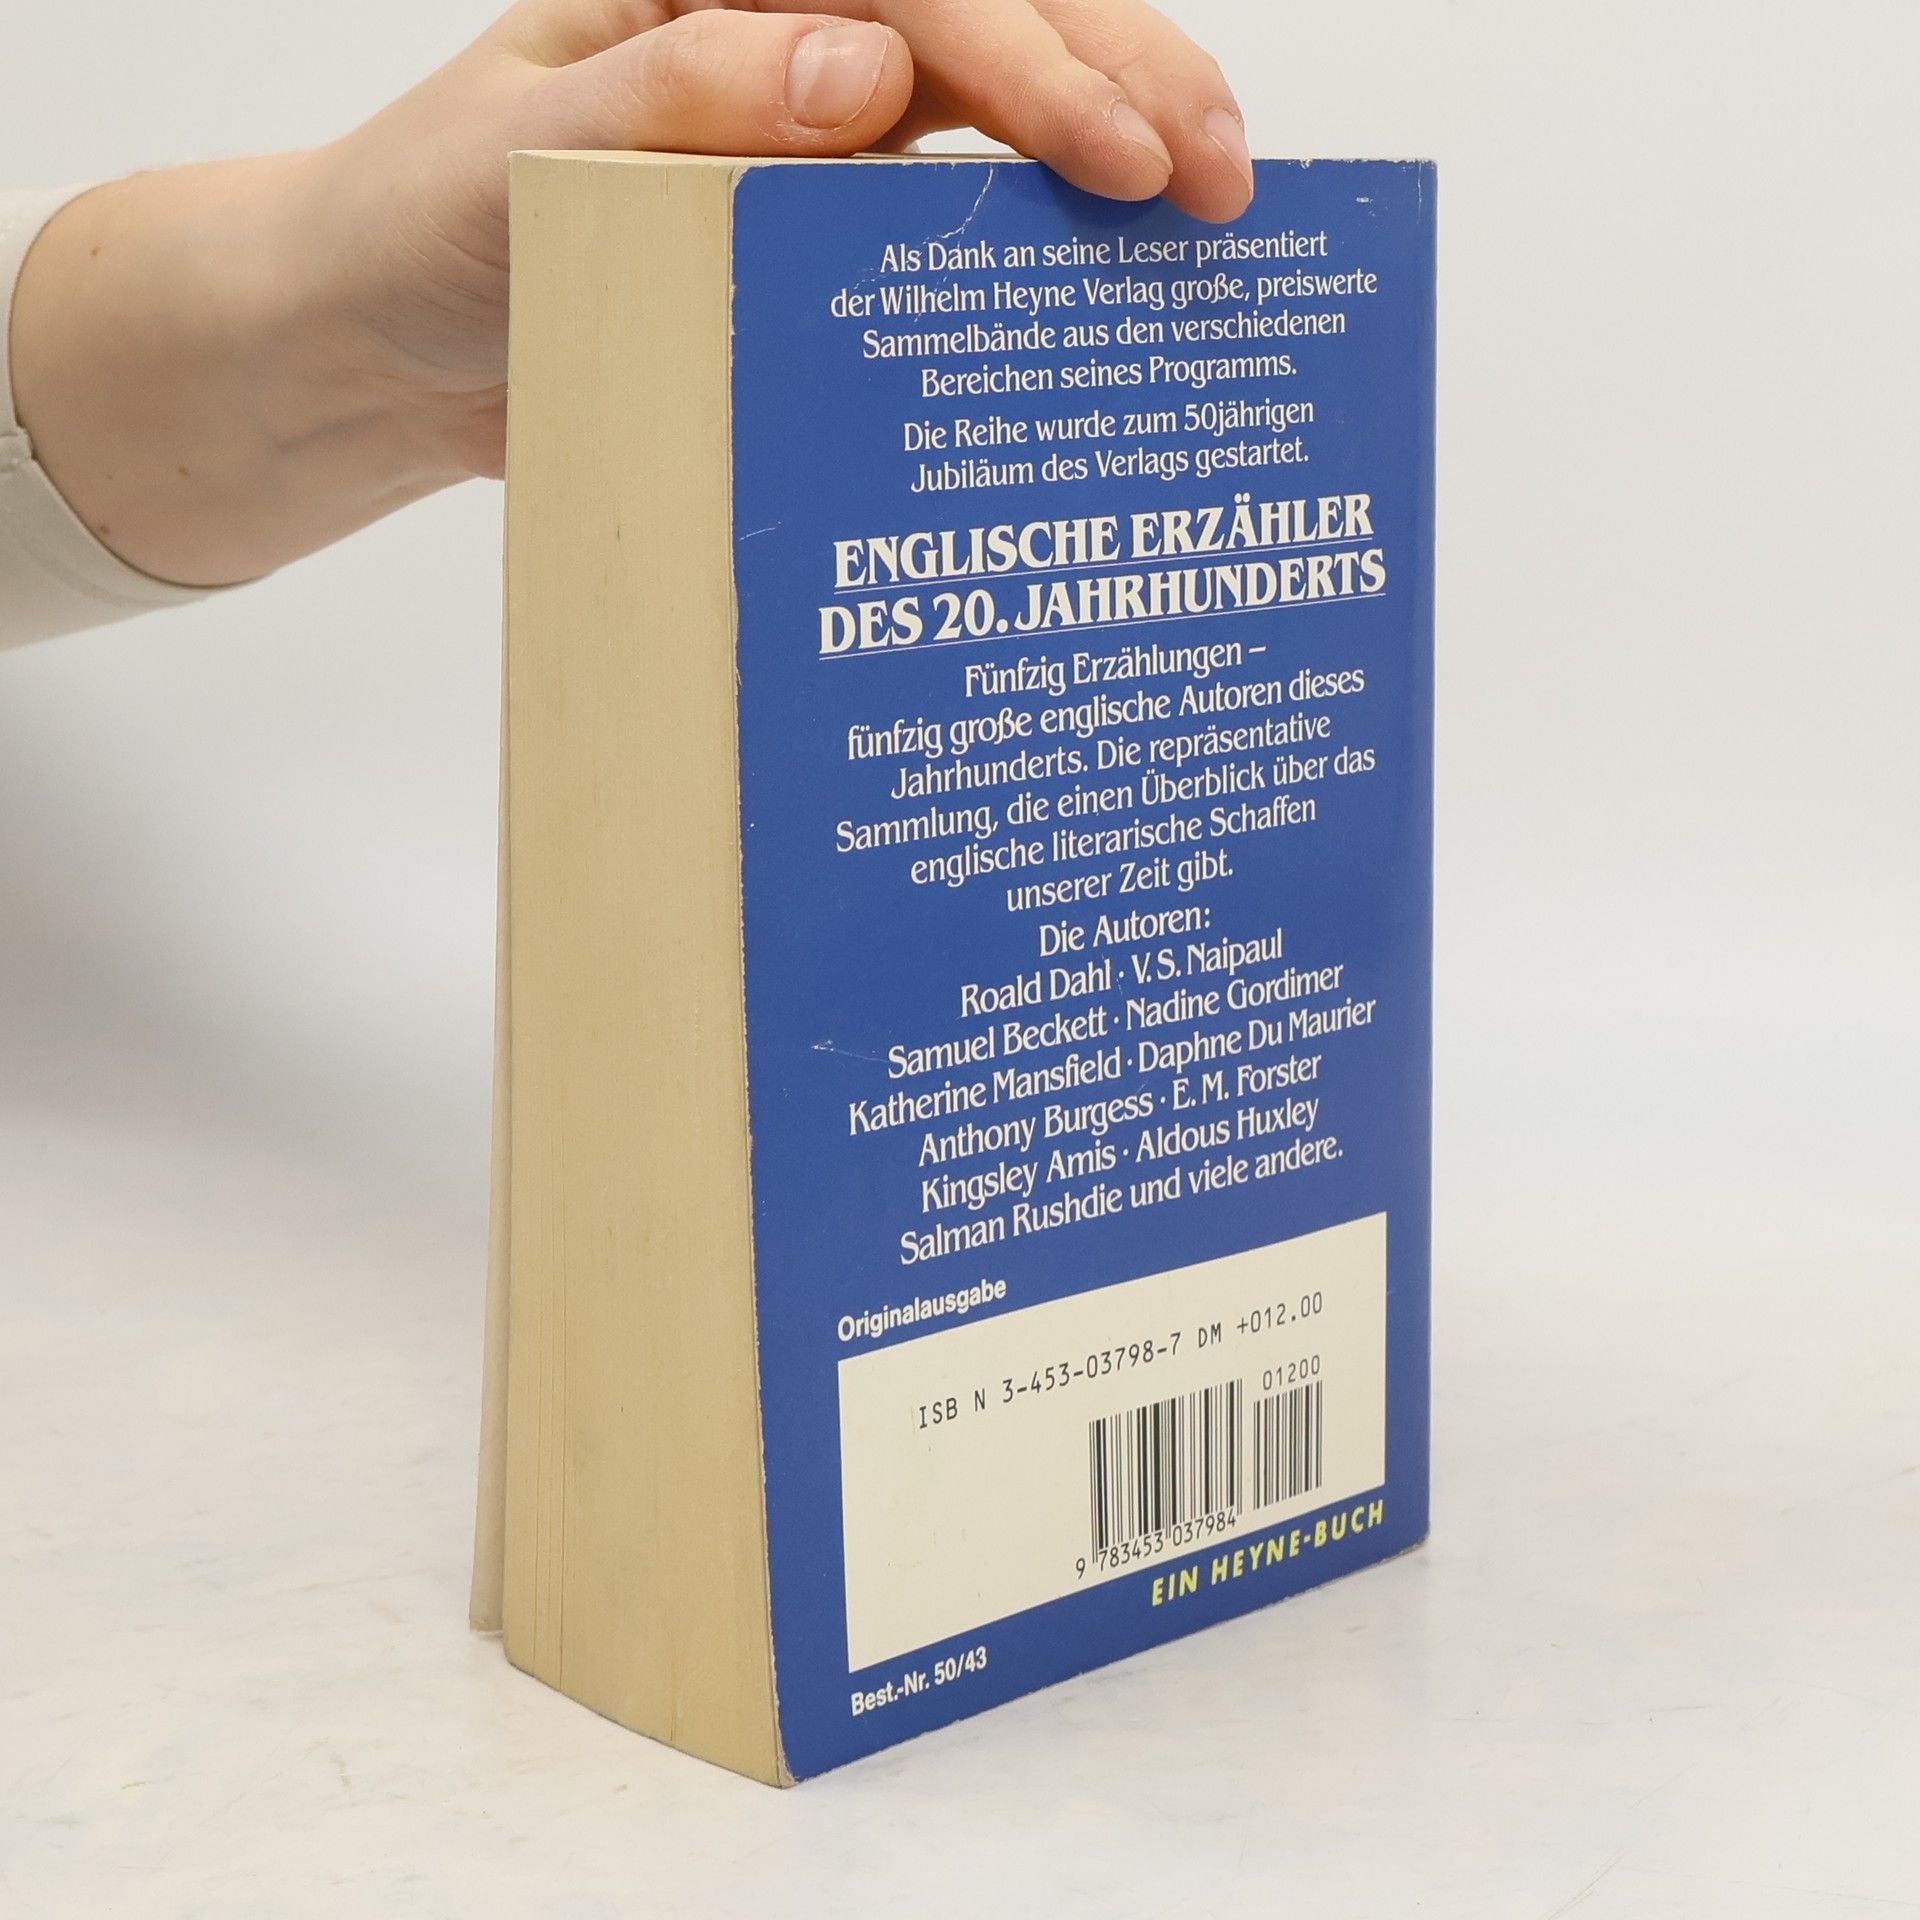 Als Dank an seine Leser präsentiert
der Wilhelm Heyne Verlag große, preiswerte
Sammelbände aus den verschiedenen
Bereichen seines Programms.
Die Reihe wurde zum 50jährigen
Jubiläum des Verlags gestartet.
ENGLISCHE ERZÄHLER
DES 20. JAHRHUNDERTS
Fünfzig Erzählungen –
fünfzig große englische Autoren dieses
Jahrhunderts. Die repräsentative
Sammlung, die einen Überblick über das
englische literarische Schaffen
unserer Zeit gibt.
Die Autoren:
Roald Dahl · V. S. Naipaul
Samuel Beckett · Nadine Gordimer
Katherine Mansfield · Daphne Du Maurier
Anthony Burgess · E. M. Forster
Kingsley Amis · Aldous Huxley
Salman Rushdie und viele andere.
Originalausgabe
ISB N 3-453-03798-7 DM +012.00
01200
9 783453 037984
EIN HEYNE-BUCH
Best.-Nr. 50/43